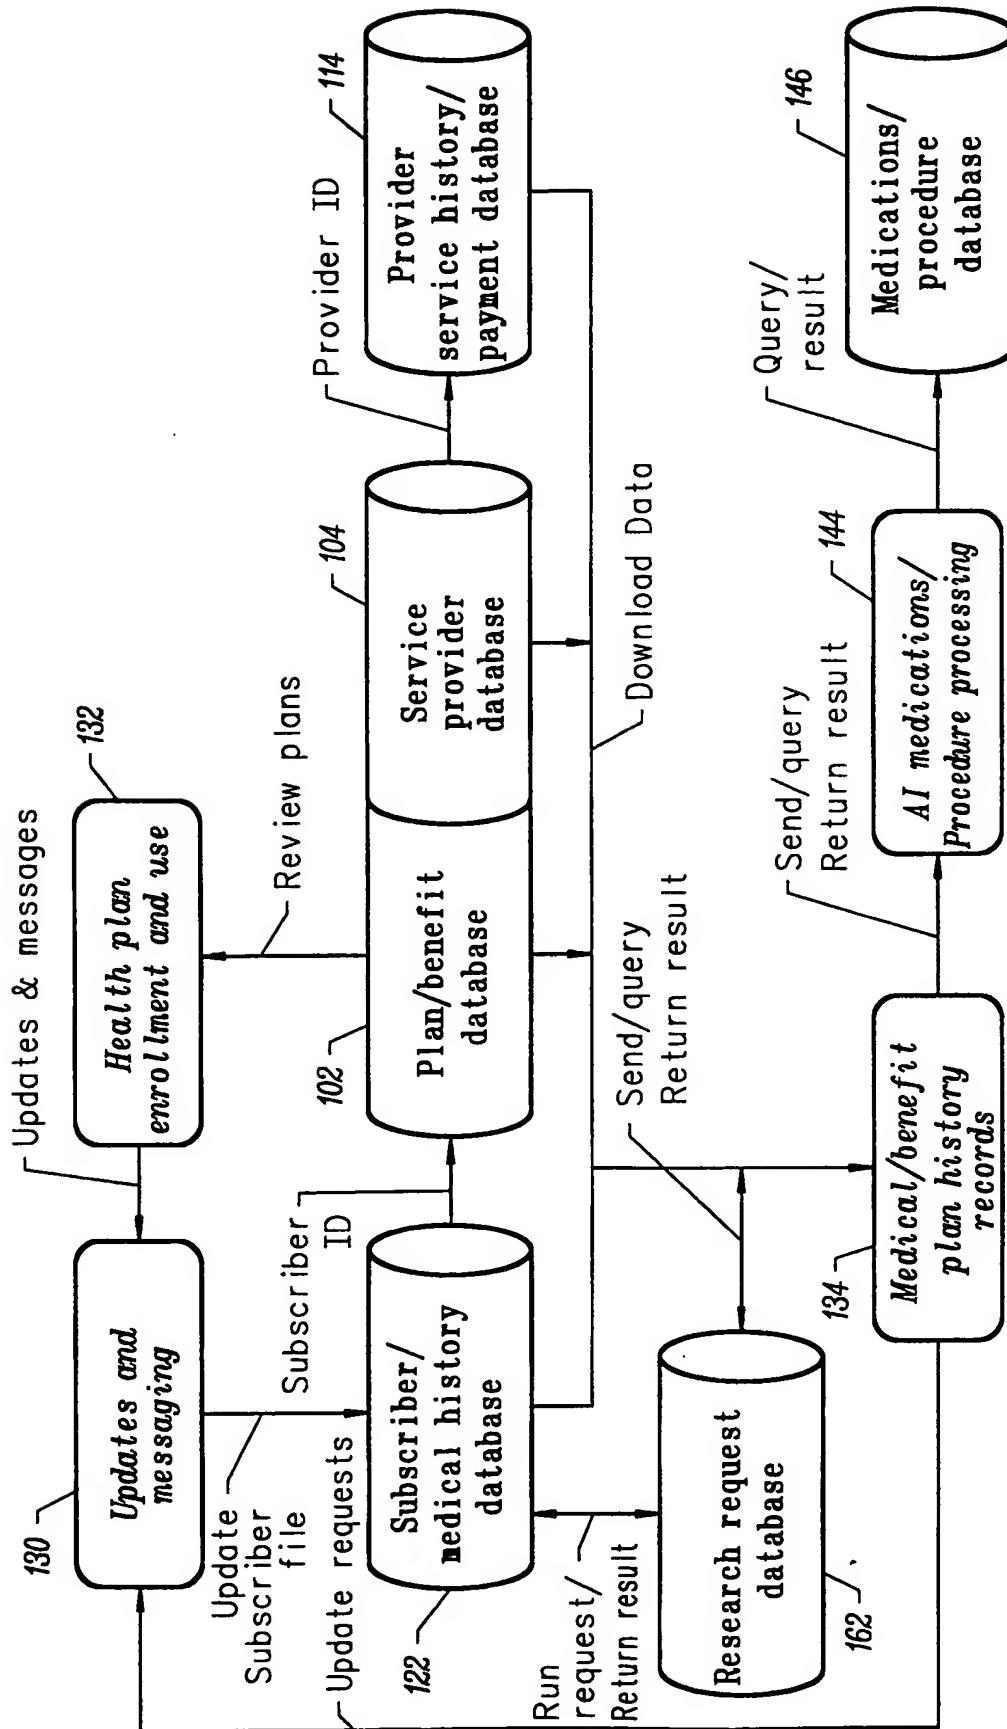 Updates & messages
130
Updates and
messaging
132
Health plan
enrollment and use
Update
Subscriber
file
Review plans
Update requests
122
Subscriber/
medical history
database
Subscriber
ID
102
Plan/benefit
database
104
Service
provider
database
Provider ID
114
Provider
service history/
payment database
Run
request/
Return result
Send/query
Return result
Download Data
162
Research request
database
134
Medical/benefit
plan history
records
Send/query
Return result
144
AI medications/
Procedure processing
Query/
result
146
Medications/
procedure
database